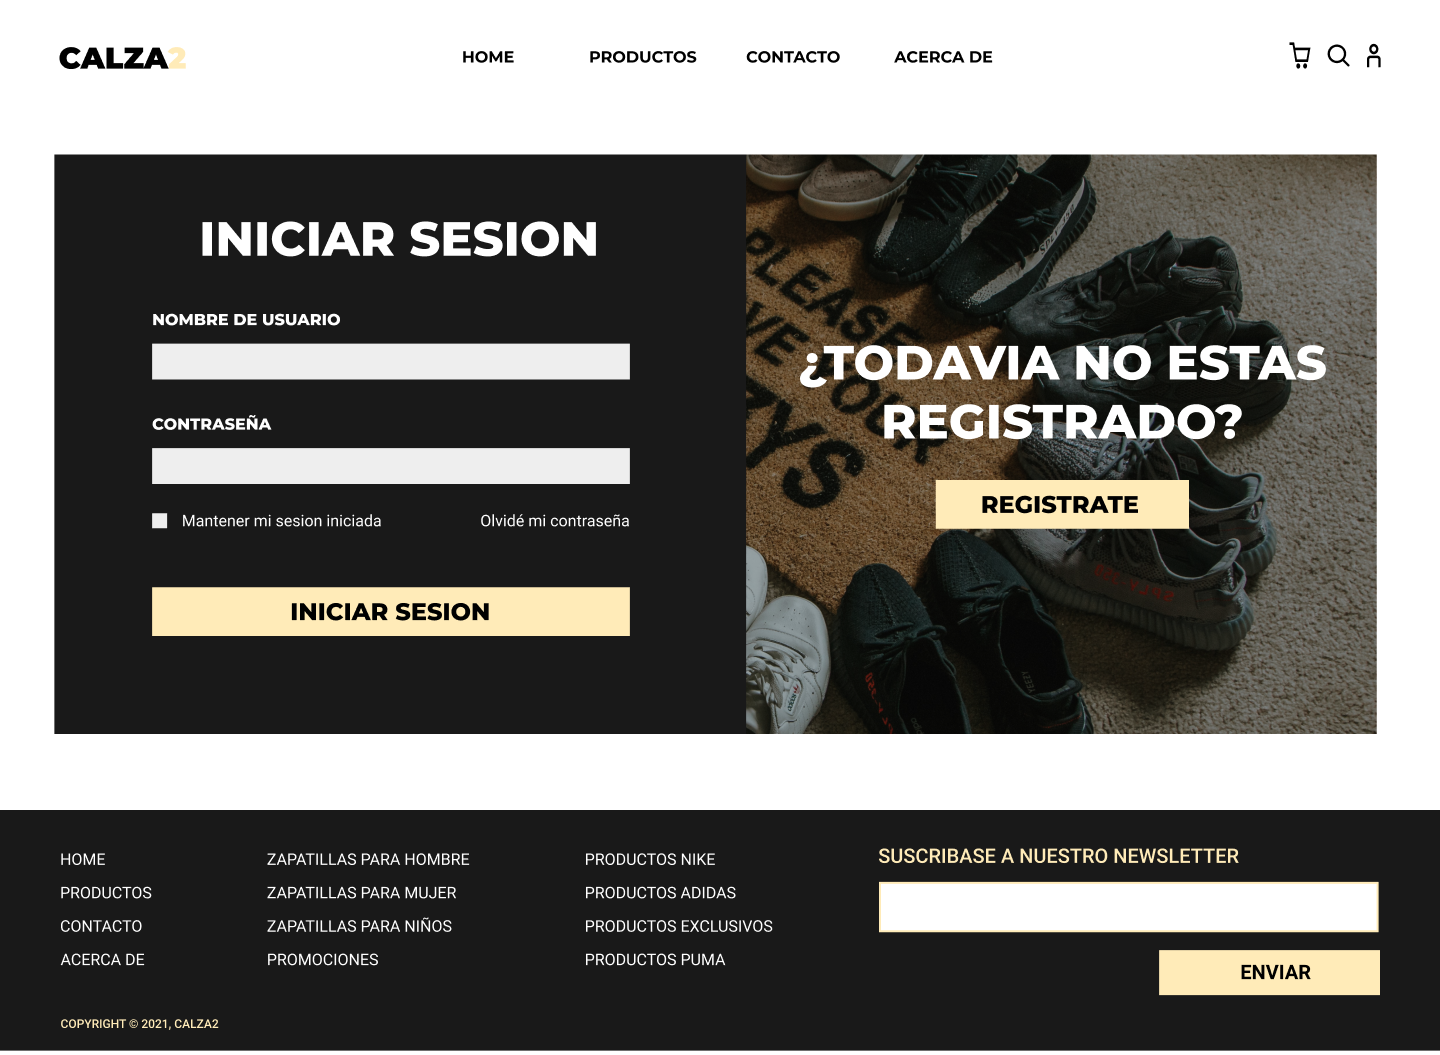 CALZA2
HOME PRODUCTOS CONTACTO ACERCA DE
INICIAR SESION
NOMBRE DE USUARIO
CONTRASEÑA
Mantener mi sesion iniciada Olvidé mi contraseña
INICIAR SESION
PLEASE
¿TODAVIA NO ESTAS
REGISTRADO?
REGISTRATE
HOME
PRODUCTOS
CONTACTO
ACERCA DE
ZAPATILLAS PARA HOMBRE
ZAPATILLAS PARA MUJER
ZAPATILLAS PARA NIÑOS
PROMOCIONES
PRODUCTOS NIKE
PRODUCTOS ADIDAS
PRODUCTOS EXCLUSIVOS
PRODUCTOS PUMA
SUSCRIBASE A NUESTRO NEWSLETTER
ENVIAR
COPYRIGHT © 2021, CALZA2